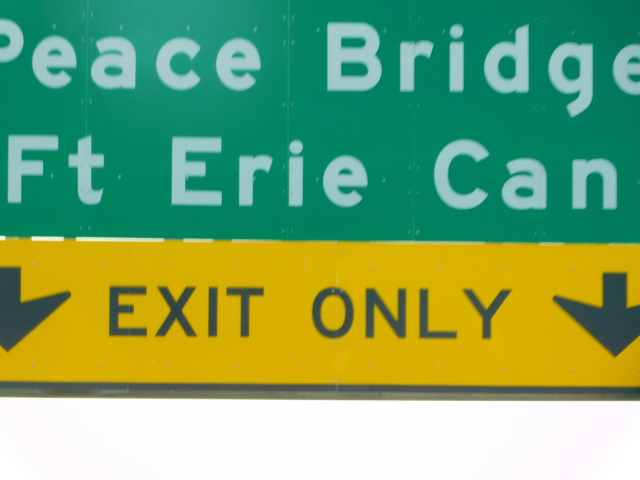 Peace Bridge
Ft Erie Can
EXIT ONLY